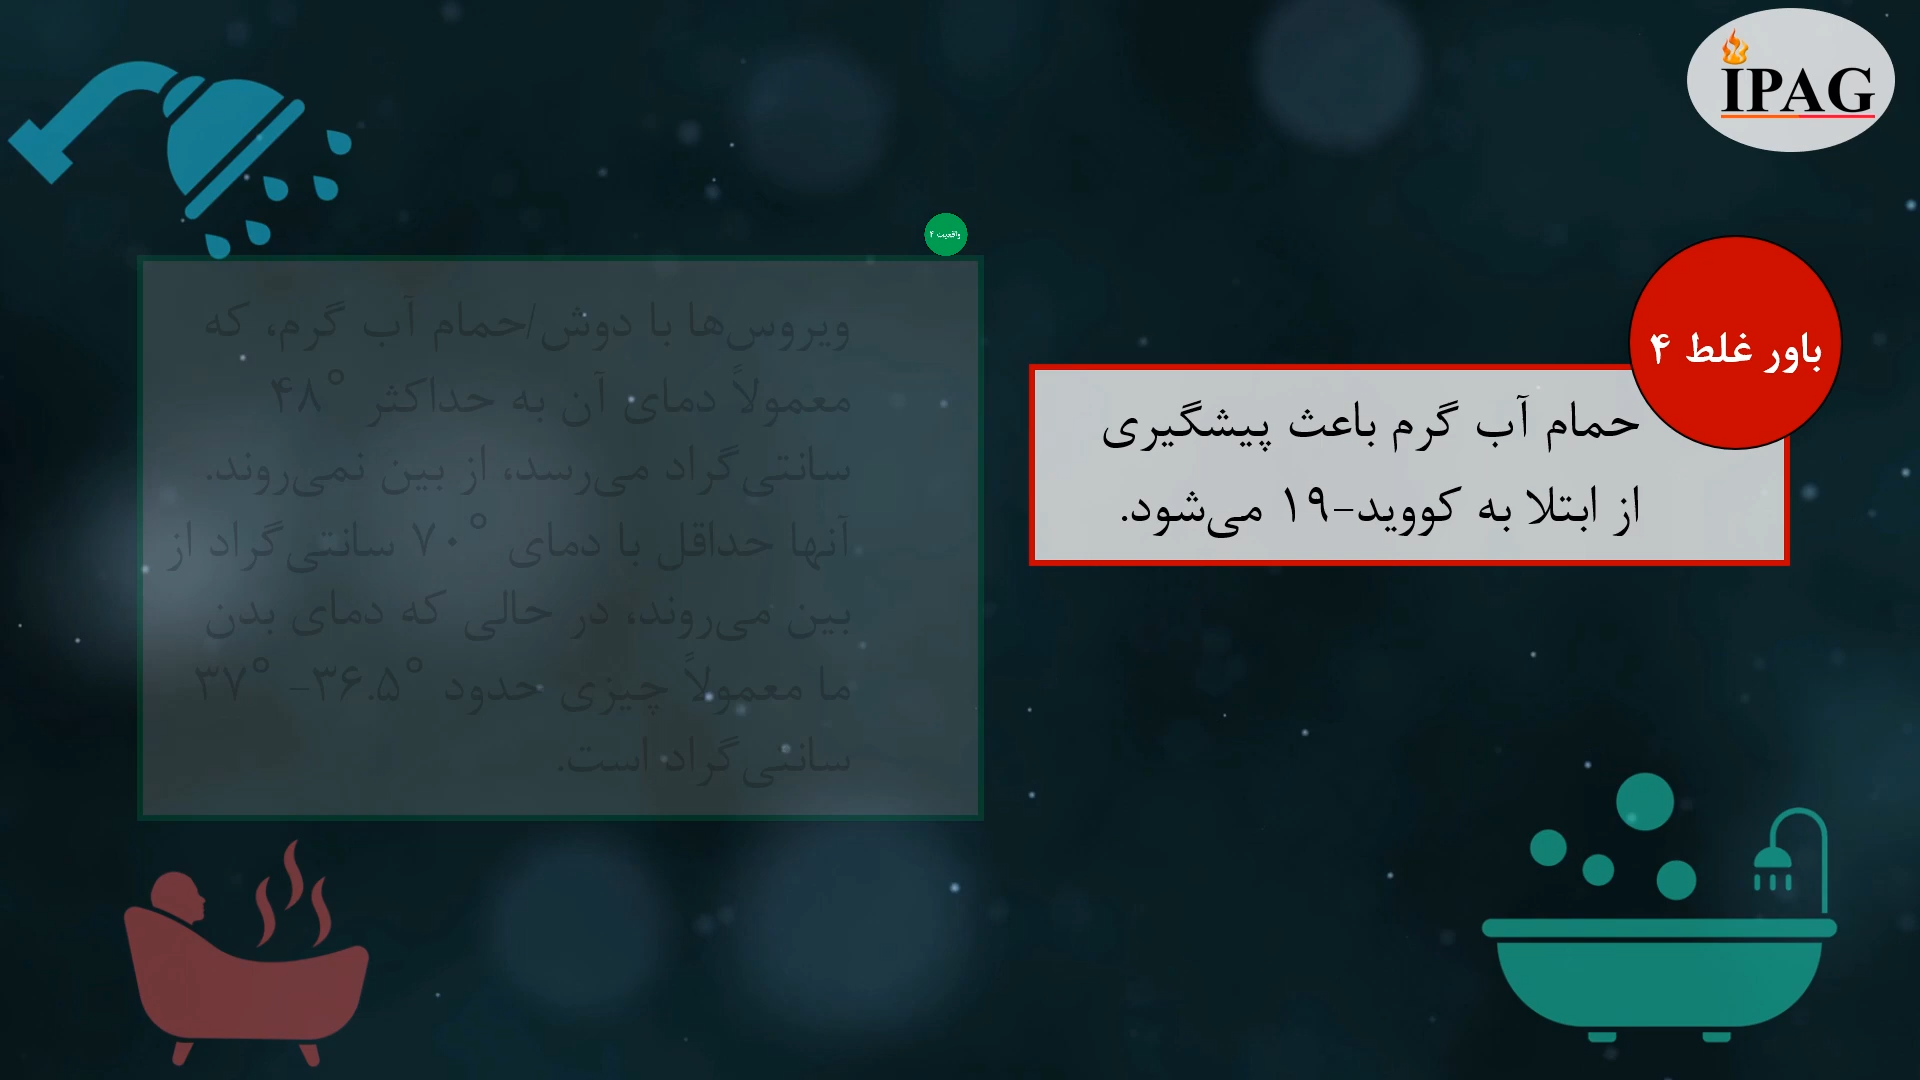 IPAG
باور غلط ۴
حمام آب گرم باعث پیشگیری
از ابتلا به کووید-۱۹ می‌شود.
واقعیت ۴
ویروس‌ها با دوش/حمام آب گرم، که
معمولاً دمای آن به حداکثر °۴۸
سانتی‌گراد می‌رسد، از بین نمی‌روند.
آنها حداقل با دمای °۷۰ سانتی‌گراد از
بین می‌روند، در حالی که دمای بدن
ما معمولاً چیزی حدود °۳۶.۵- °۳۷
سانتی‌گراد است.